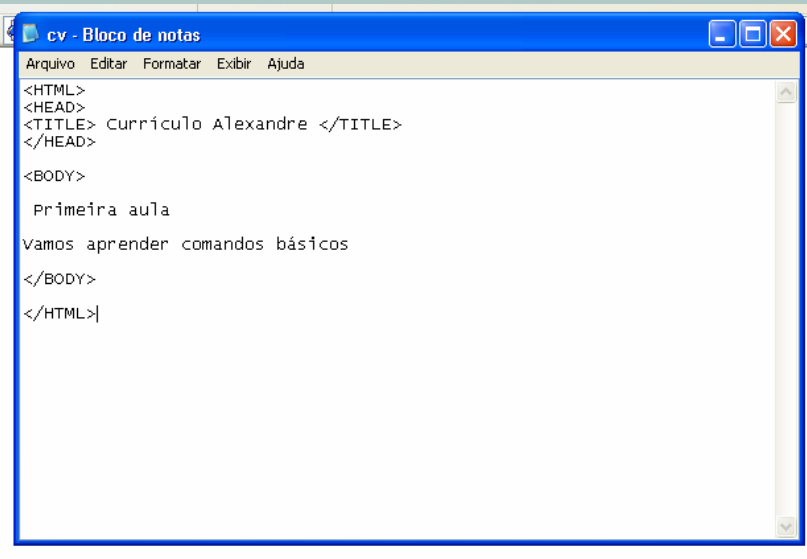 cv - Bloco de notas
Arquivo Editar Formatar Exibir Ajuda
<HTML>
<HEAD>
<TITLE> Currículo Alexandre </TITLE>
</HEAD>
<BODY>
Primeira aula
Vamos aprender comandos básicos
</BODY>
</HTML>